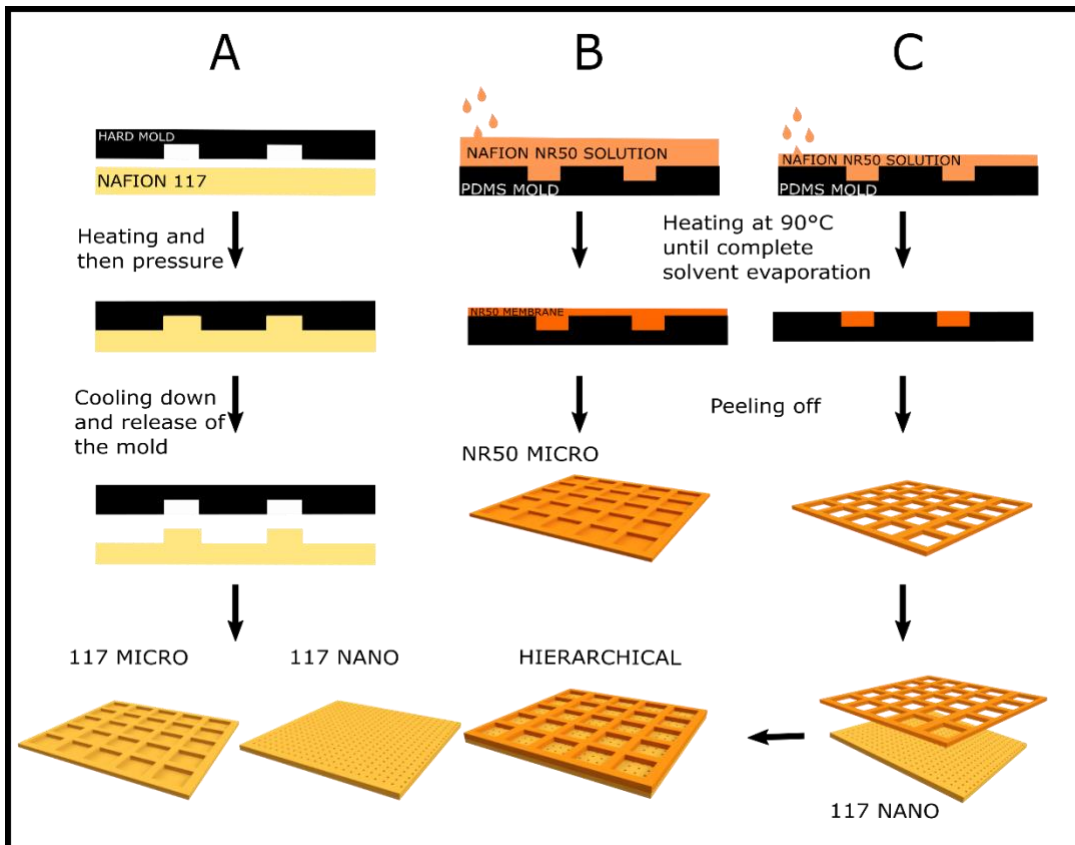 A
B
C
HARD MOLD
NAFION 117
NAFION NR50 SOLUTION
PDMS MOLD
NAFION NR50 SOLUTION
PDMS MOLD
Heating and
then pressure
Heating at 90°C
until complete
solvent evaporation
NR50 MEMBRANE
Cooling down
and release of
the mold
Peeling off
NR50 MICRO
117 MICRO
117 NANO
HIERARCHICAL
117 NANO